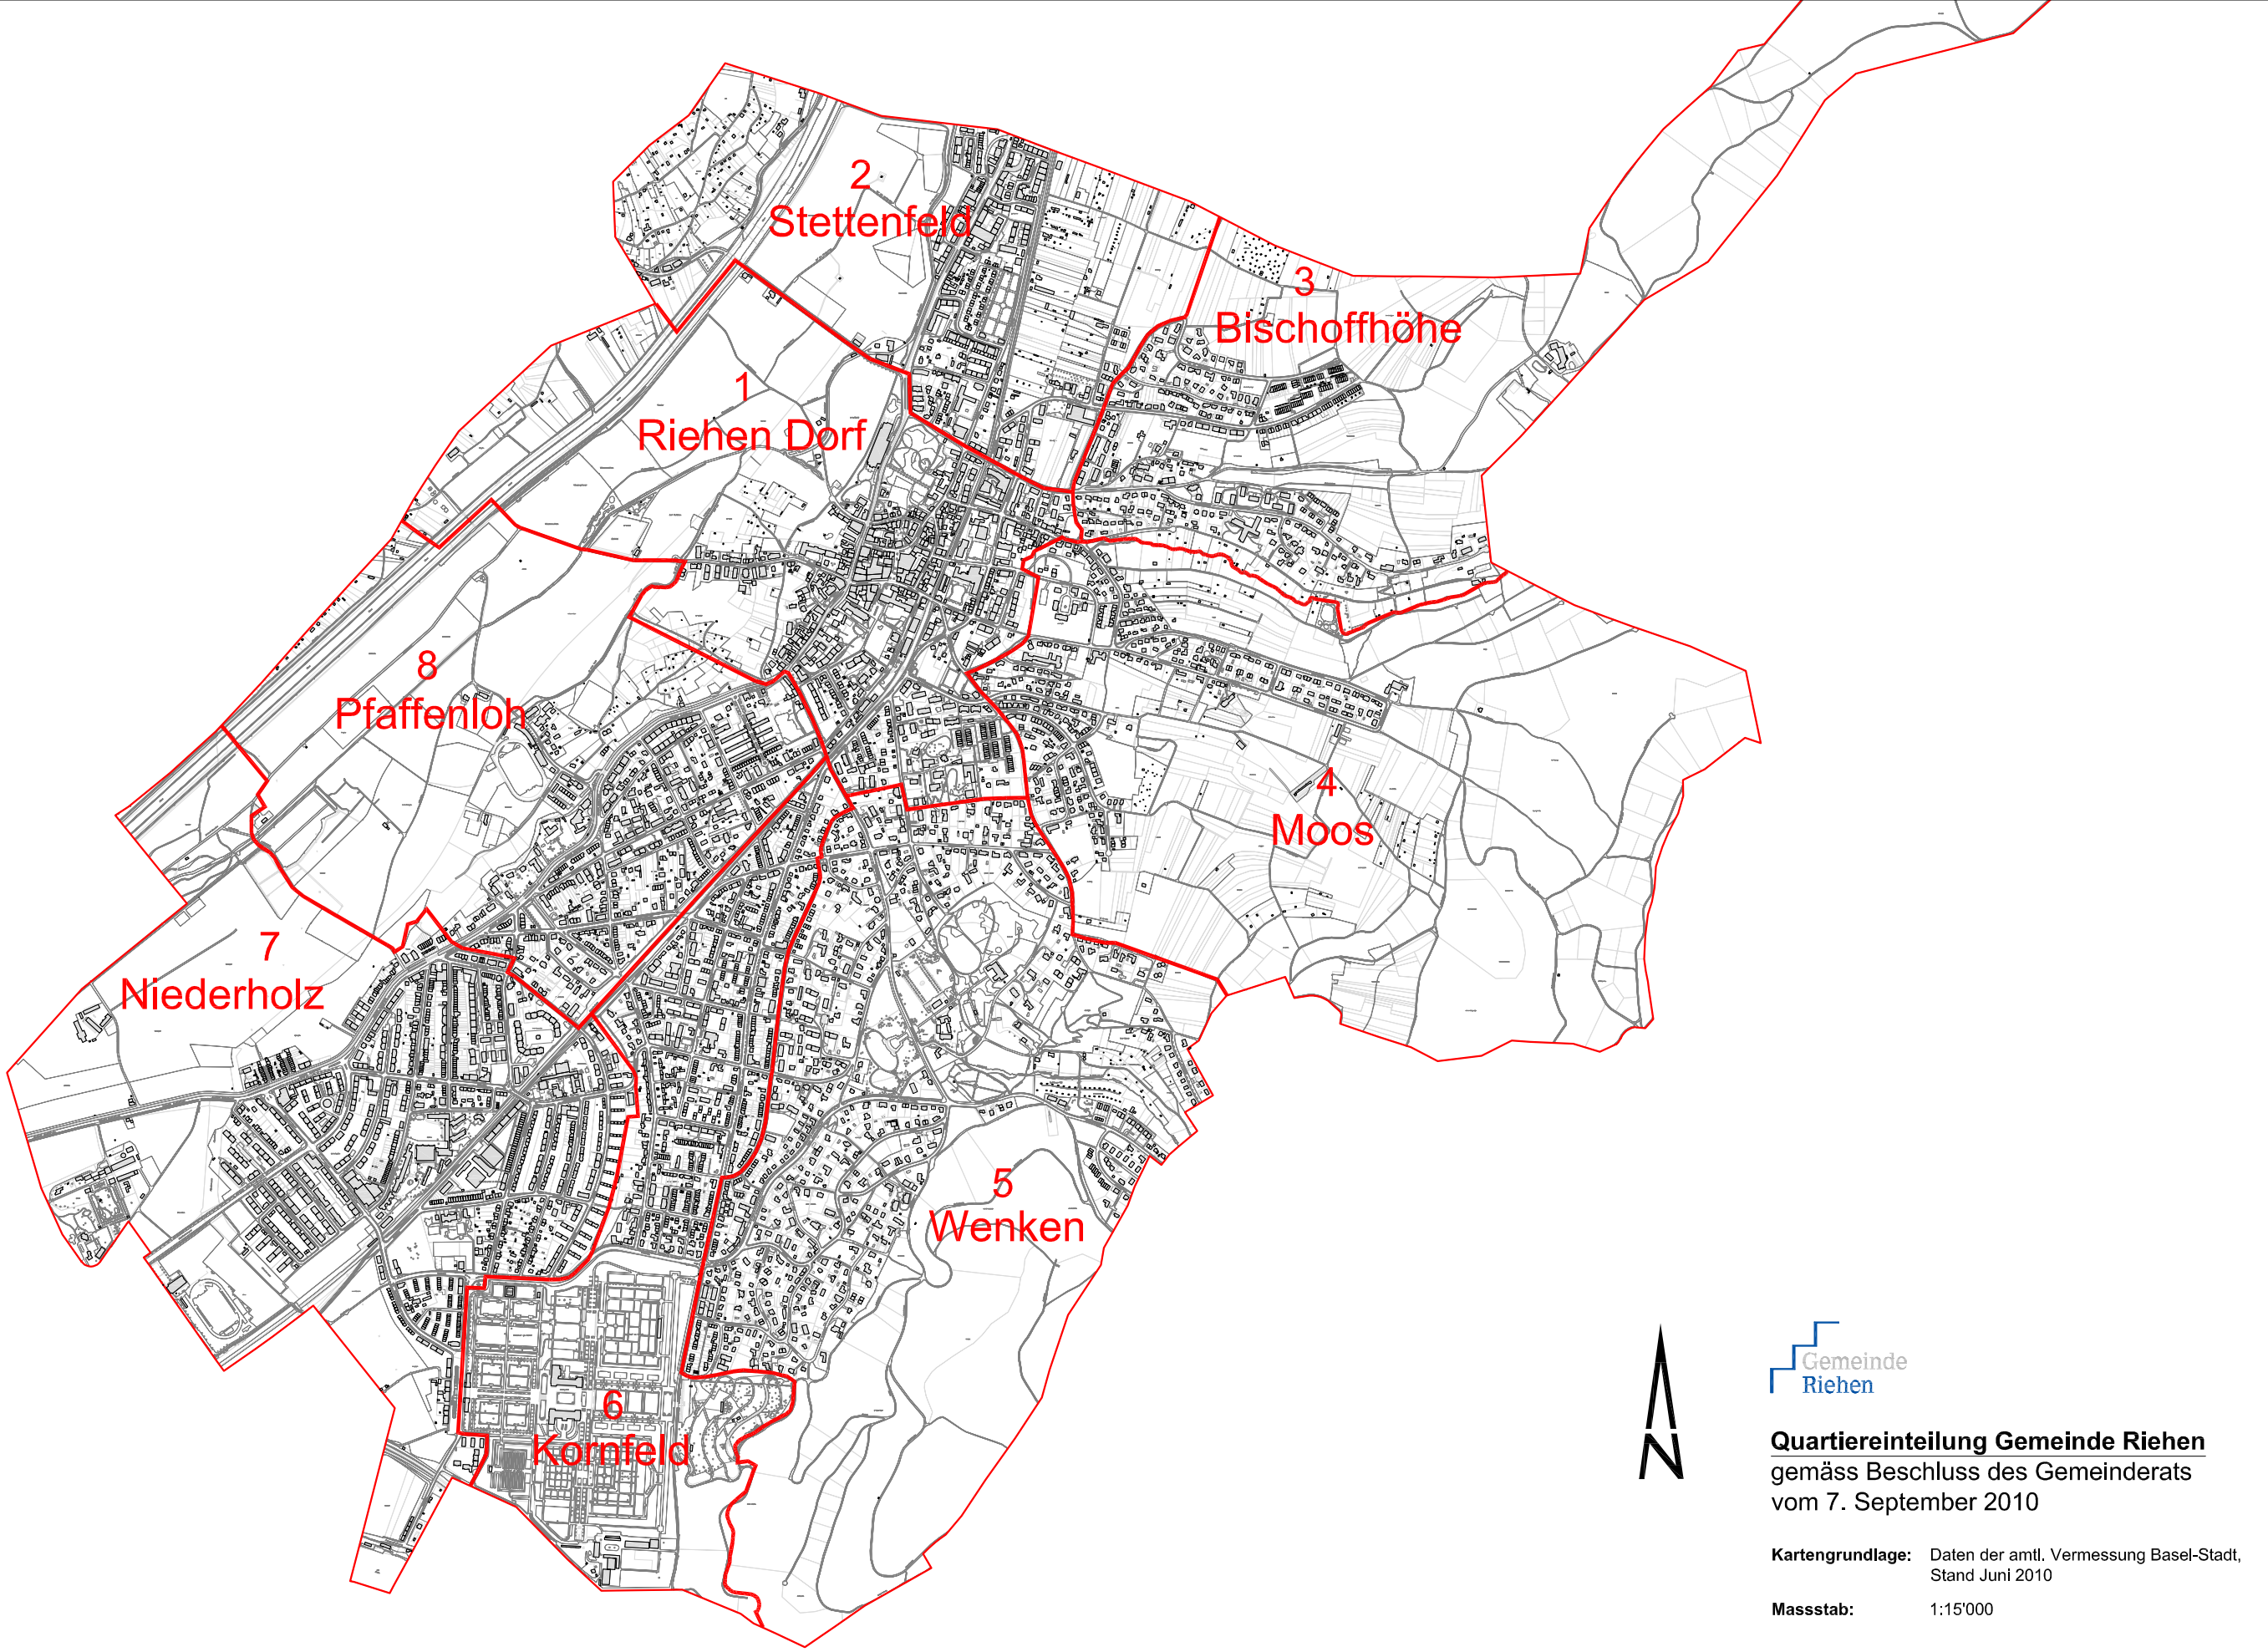 2
Stettenfeld
3
Bischoffhöhe
1
Riehen Dorf
8
Pfaffenloh
4
Moos
7
Niederholz
5
Wenken
6
Kornfeld
N
Gemeinde
Riehen
Quartiereinteilung Gemeinde Riehen
gemäss Beschluss des Gemeinderats
vom 7. September 2010
Kartengrundlage: Daten der amtl. Vermessung Basel-Stadt,
Stand Juni 2010
Massstab: 1:15'000